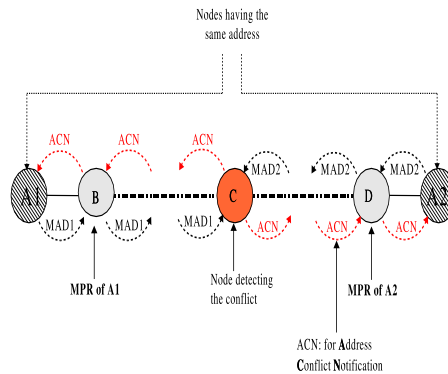 Nodes having the
same address
ACN ACN ACN MAD2 MAD2 MAD2
A1 B C D A2
MAD1 MAD1 MAD1 ACN ACN ACN
MPR of A1
Node detecting
the conflict
MPR of A2
ACN: for Address
Conflict Notification